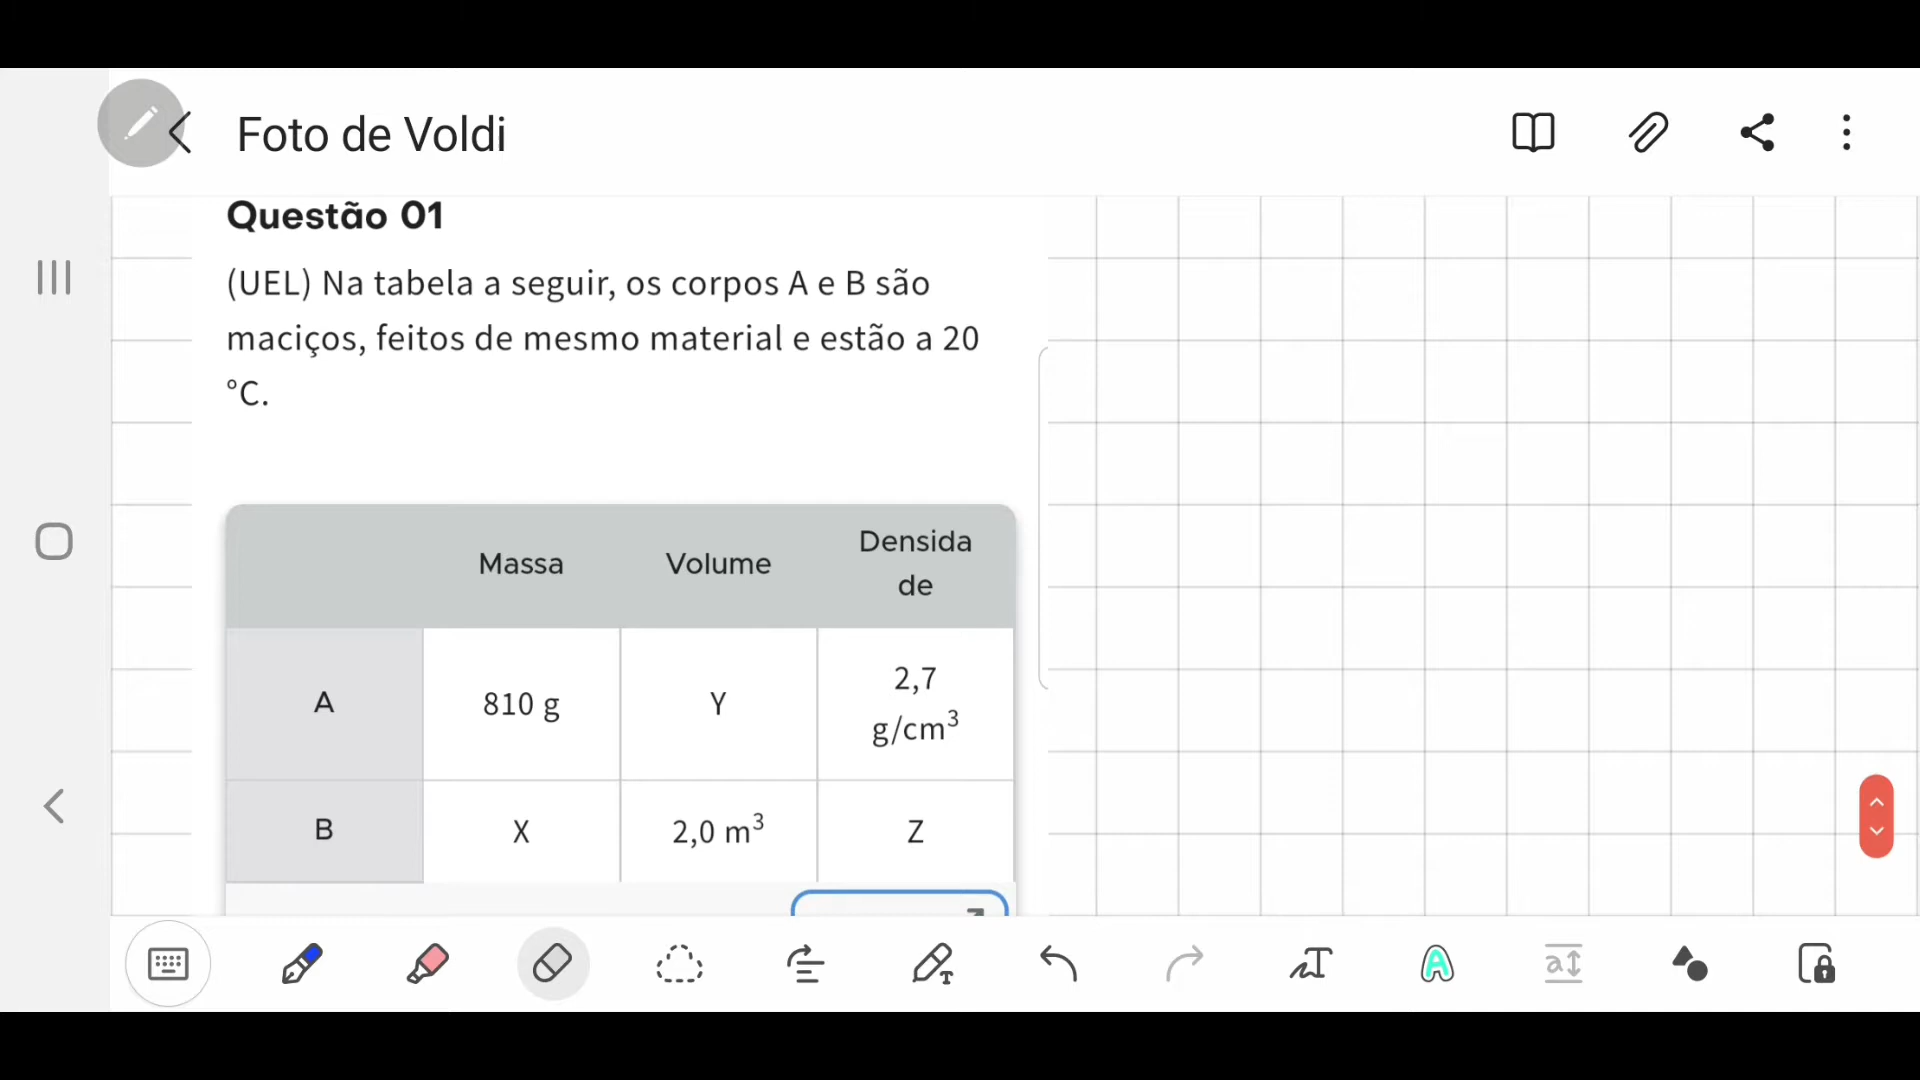 Foto de Voldi
Questão 01
(UEL) Na tabela a seguir, os corpos A e B são
maciços, feitos de mesmo material e estão a 20
°C.
Massa Volume Densida
de
A 810 g Y 2,7
g/cm³
B X 2,0 m³ Z